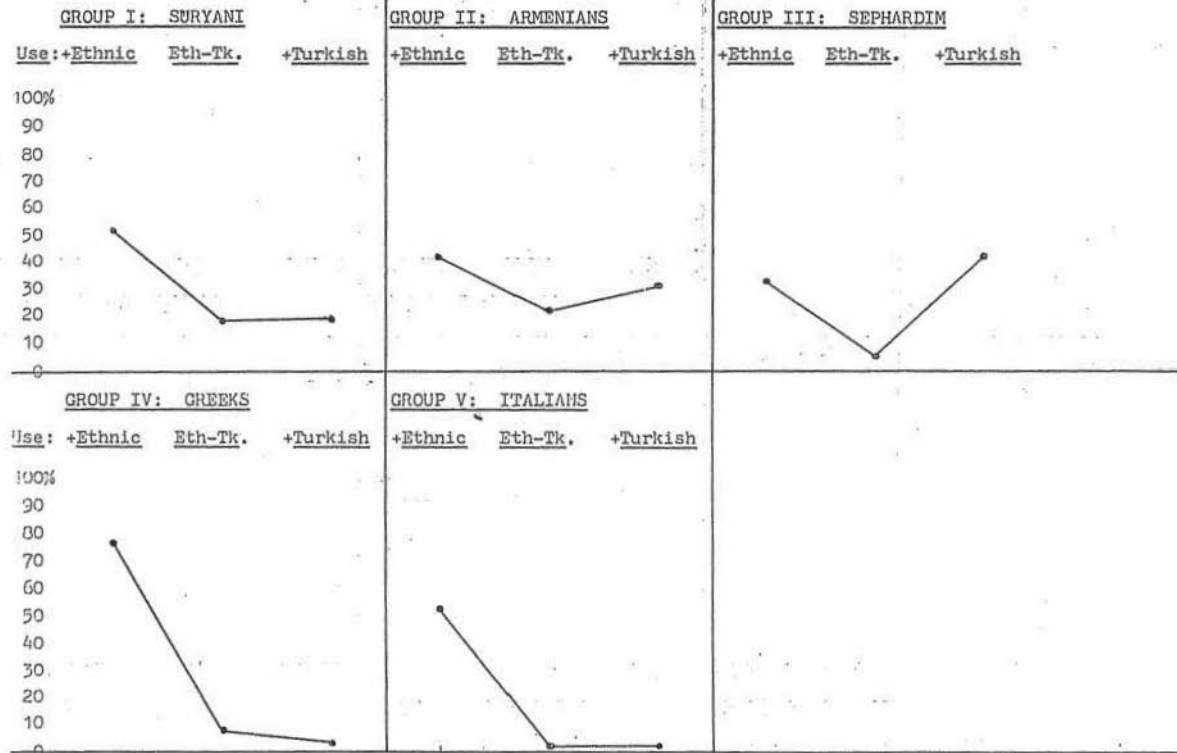 GROUP I: SURYANI
GROUP II: ARMENIANS
GROUP III: SEPHARDIM
Use: +Ethnic Eth-Tk. +Turkish
+Ethnic Eth-Tk. +Turkish
+Ethnic Eth-Tk. +Turkish
100%
90
80
70
60
50
40
30
20
10
0
GROUP IV: GREEKS
GROUP V: ITALIANS
Use: +Ethnic Eth-Tk. +Turkish
+Ethnic Eth-Tk. +Turkish
100%
90
80
70
60
50
40
30
20
10
0